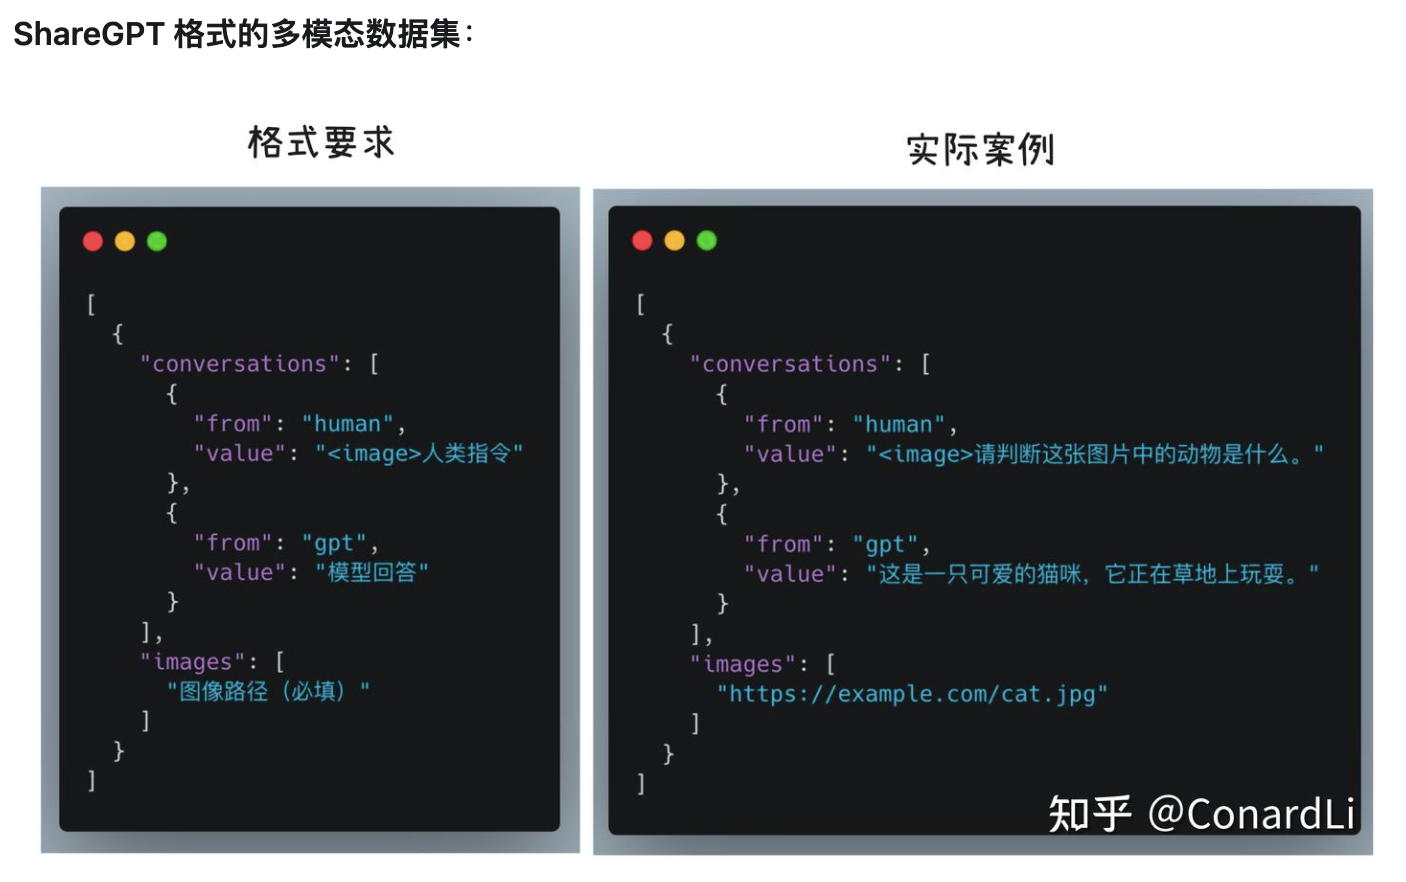 ShareGPT 格式的多模态数据集：
格式要求
[
  {
    "conversations": [
      {
        "from": "human",
        "value": "<image>人类指令"
      },
      {
        "from": "gpt",
        "value": "模型回答"
      }
    ],
    "images": [
      "图像路径（必填）"
    ]
  }
]
实际案例
[
  {
    "conversations": [
      {
        "from": "human",
        "value": "<image>请判断这张图片中的动物是什么。"
      },
      {
        "from": "gpt",
        "value": "这是一只可爱的猫咪，它正在草地上玩耍。"
      }
    ],
    "images": [
      "https://example.com/cat.jpg"
    ]
  }
]
知乎 @ConardLi